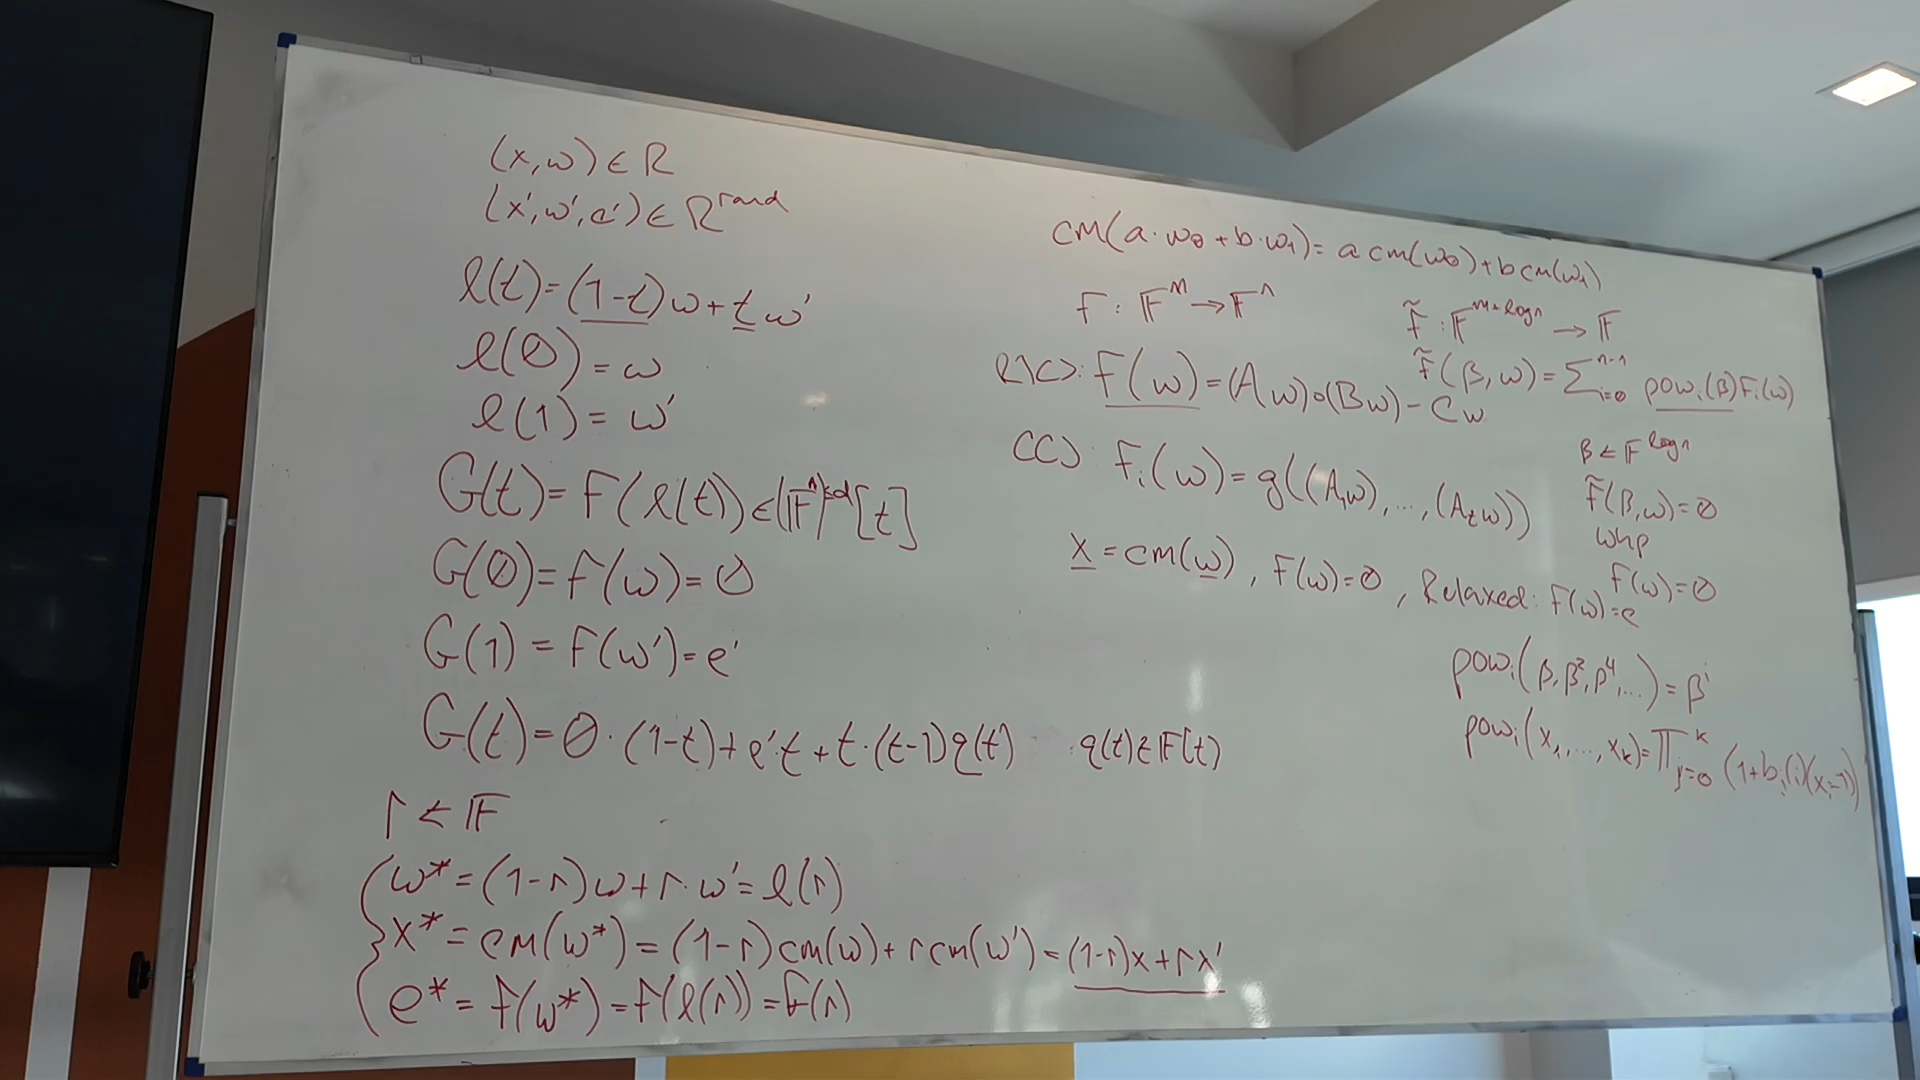 (x,w) ∈ R
(x',w',e') ∈ R^rand
l(t) = (1-t)w + t w'
l(0) = w
l(1) = w'
G(t) = F(l(t)) ∈ (𝔽^n)^{≤d}[t]
G(0) = F(w) = 0
G(1) = F(w') = e'
G(t) = 0·(1-t) + e't + t·(t-1)q(t)   q(t) ∈ 𝔽[t]
r ← 𝔽
w* = (1-r)w + r·w' = l(r)
x* = cm(w*) = (1-r)cm(w) + r cm(w') = (1-r)x + rx'
e* = F(w*) = F(l(r)) = G(r)
cm(a·w0 + b·w1) = a cm(w0) + b cm(w1)
F : 𝔽^M → 𝔽^n
R1CS: F(w) = (Aw)∘(Bw) - Cw
CCS: F_i(w) = g((A_1w),...,(A_tw))
x = cm(w), F(w)=0, Relaxed: F(w)=e
F̃ : 𝔽^{M+log n} → 𝔽
F̃(β,w) = ∑_{i=0}^{n-1} pow_i(β)F_i(w)
β ← 𝔽^{log n}
F̃(β,w) = 0
whp
F(w) = 0
pow_i(β,β²,β⁴,...) = β^i
pow_i(x_1,...,x_k) = ∏_{j=0}^{k} (1+b_j(i)(x_j-1))